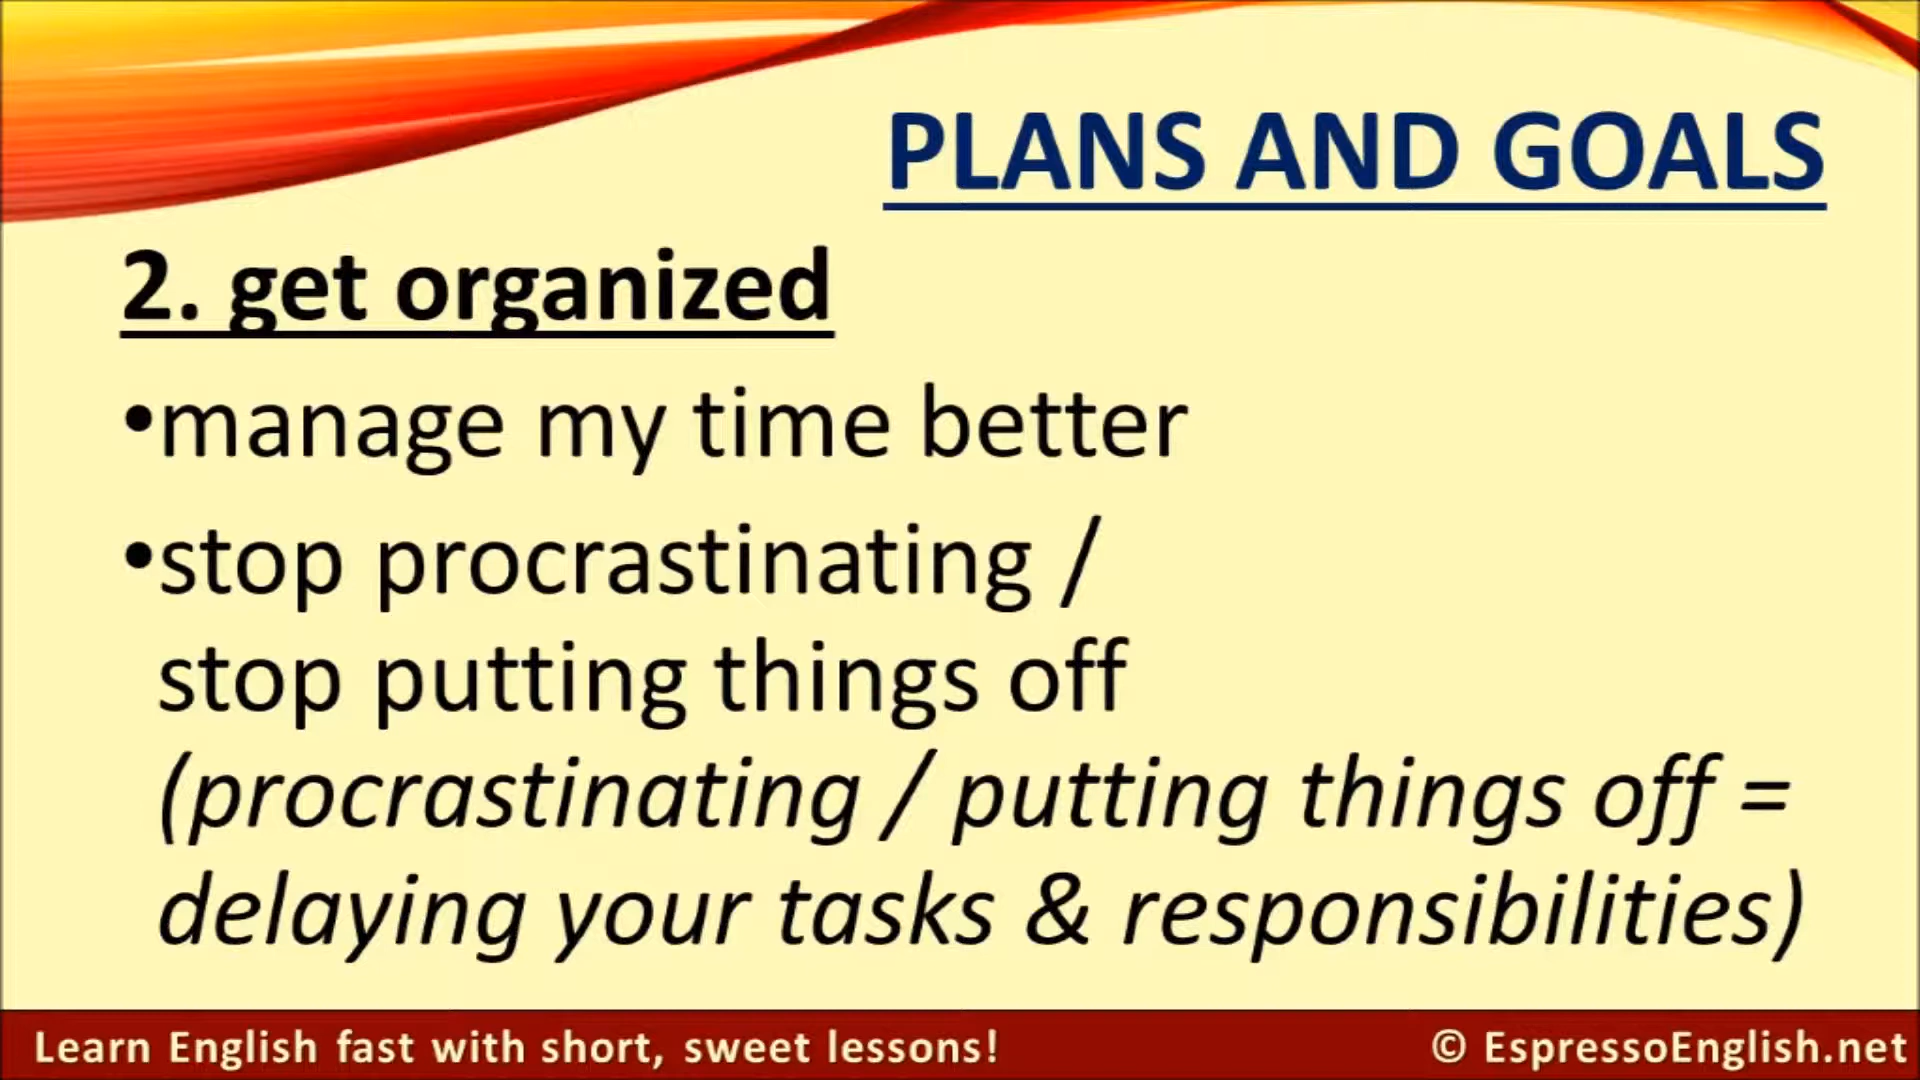 PLANS AND GOALS
2. get organized
•manage my time better
•stop procrastinating /
stop putting things off
(procrastinating / putting things off =
delaying your tasks & responsibilities)
Learn English fast with short, sweet lessons!
© EspressoEnglish.net